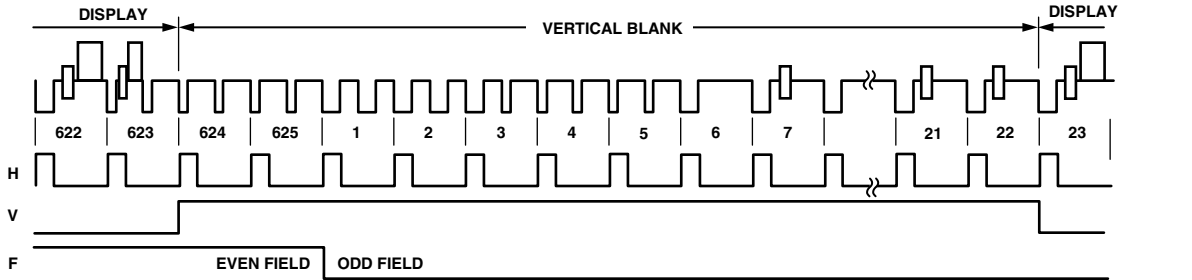 DISPLAY
VERTICAL BLANK
DISPLAY
622 623 624 625 1 2 3 4 5 6 7 21 22 23
H
V
F EVEN FIELD ODD FIELD